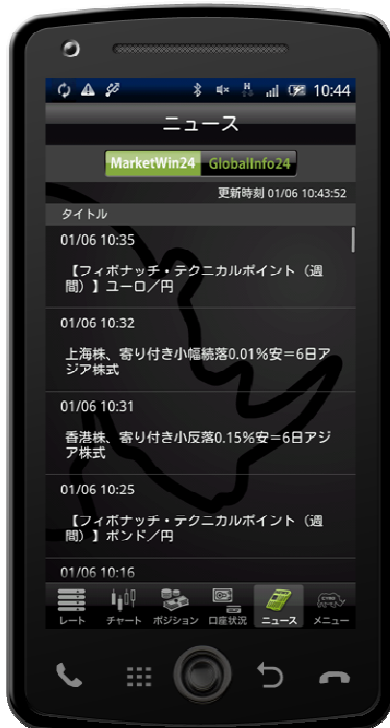 10:44
ニュース
MarketWin24 GlobalInfo24
更新時刻 01/06 10:43:52
タイトル
01/06 10:35
【フィボナッチ・テクニカルポイント（週
間）】ユーロ／円
01/06 10:32
上海株、寄り付き小幅続落0.01%安＝6日ア
ジア株式
01/06 10:31
香港株、寄り付き小反落0.15%安＝6日アジ
ア株式
01/06 10:25
【フィボナッチ・テクニカルポイント（週
間）】ポンド／円
01/06 10:16
レート チャート ポジション 口座状況 ニュース メニュー